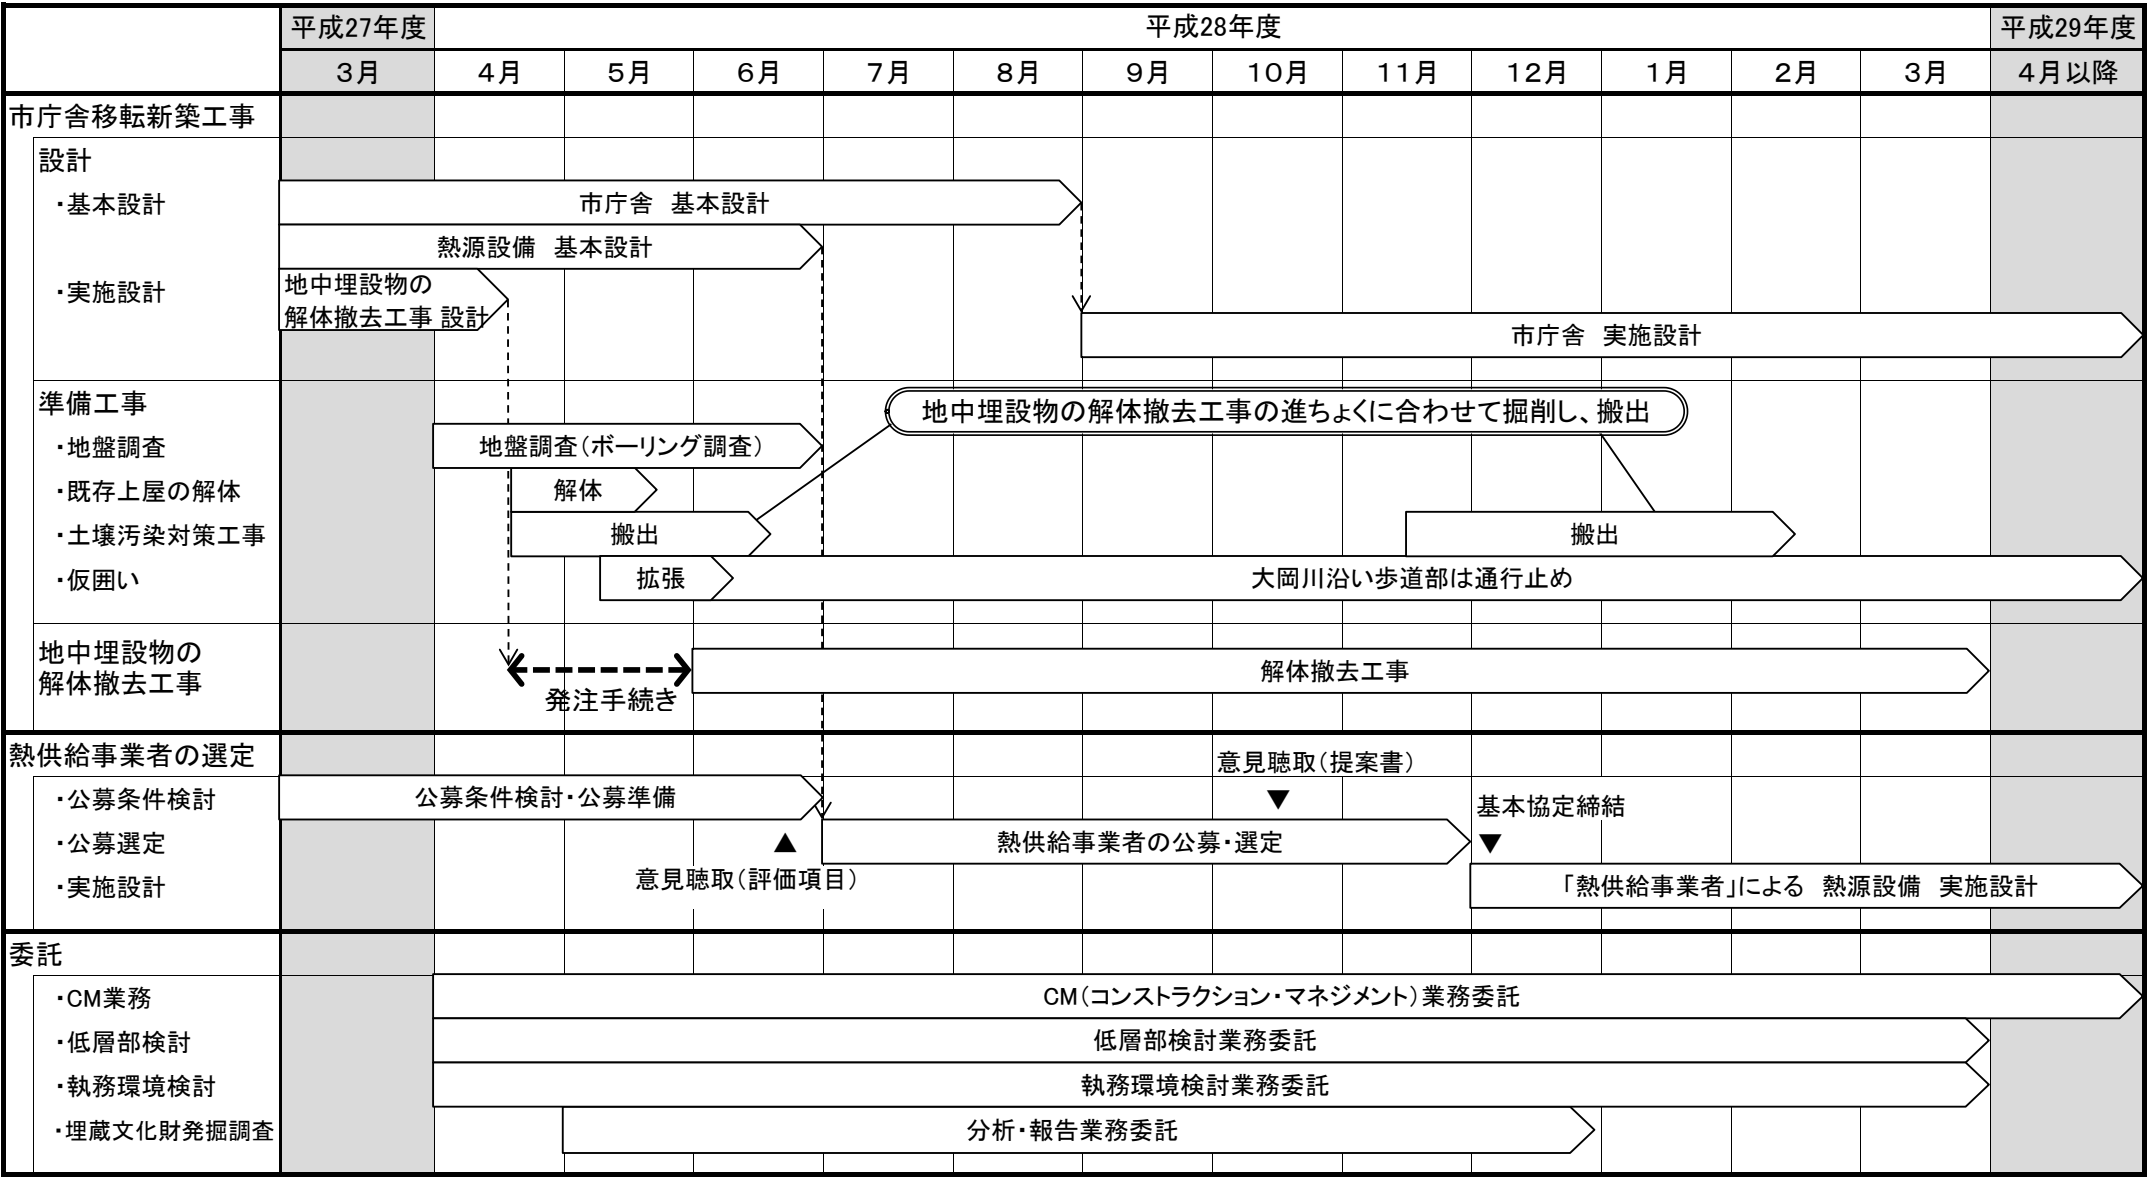 平成27年度 平成28年度 平成29年度
3月 4月 5月 6月 7月 8月 9月 10月 11月 12月 1月 2月 3月 4月以降
市庁舎移転新築工事
設計
・基本設計 市庁舎 基本設計
熱源設備 基本設計
・実施設計
地中埋設物の
解体撤去工事 設計
市庁舎 実施設計
準備工事
地中埋設物の解体撤去工事の進ちょくに合わせて掘削し、搬出
・地盤調査 地盤調査(ボーリング調査)
・既存上屋の解体 解体
・土壌汚染対策工事 搬出 搬出
・仮囲い 拡張 大岡川沿い歩道部は通行止め
地中埋設物の
解体撤去工事
解体撤去工事
発注手続き
熱供給事業者の選定
意見聴取(提案書)
・公募条件検討 公募条件検討・公募準備 ▼
基本協定締結
・公募選定 ▲ 熱供給事業者の公募・選定 ▼
意見聴取(評価項目)
・実施設計 「熱供給事業者」による 熱源設備 実施設計
委託
・CM業務 CM(コンストラクション・マネジメント)業務委託
・低層部検討 低層部検討業務委託
・執務環境検討 執務環境検討業務委託
・埋蔵文化財発掘調査 分析・報告業務委託